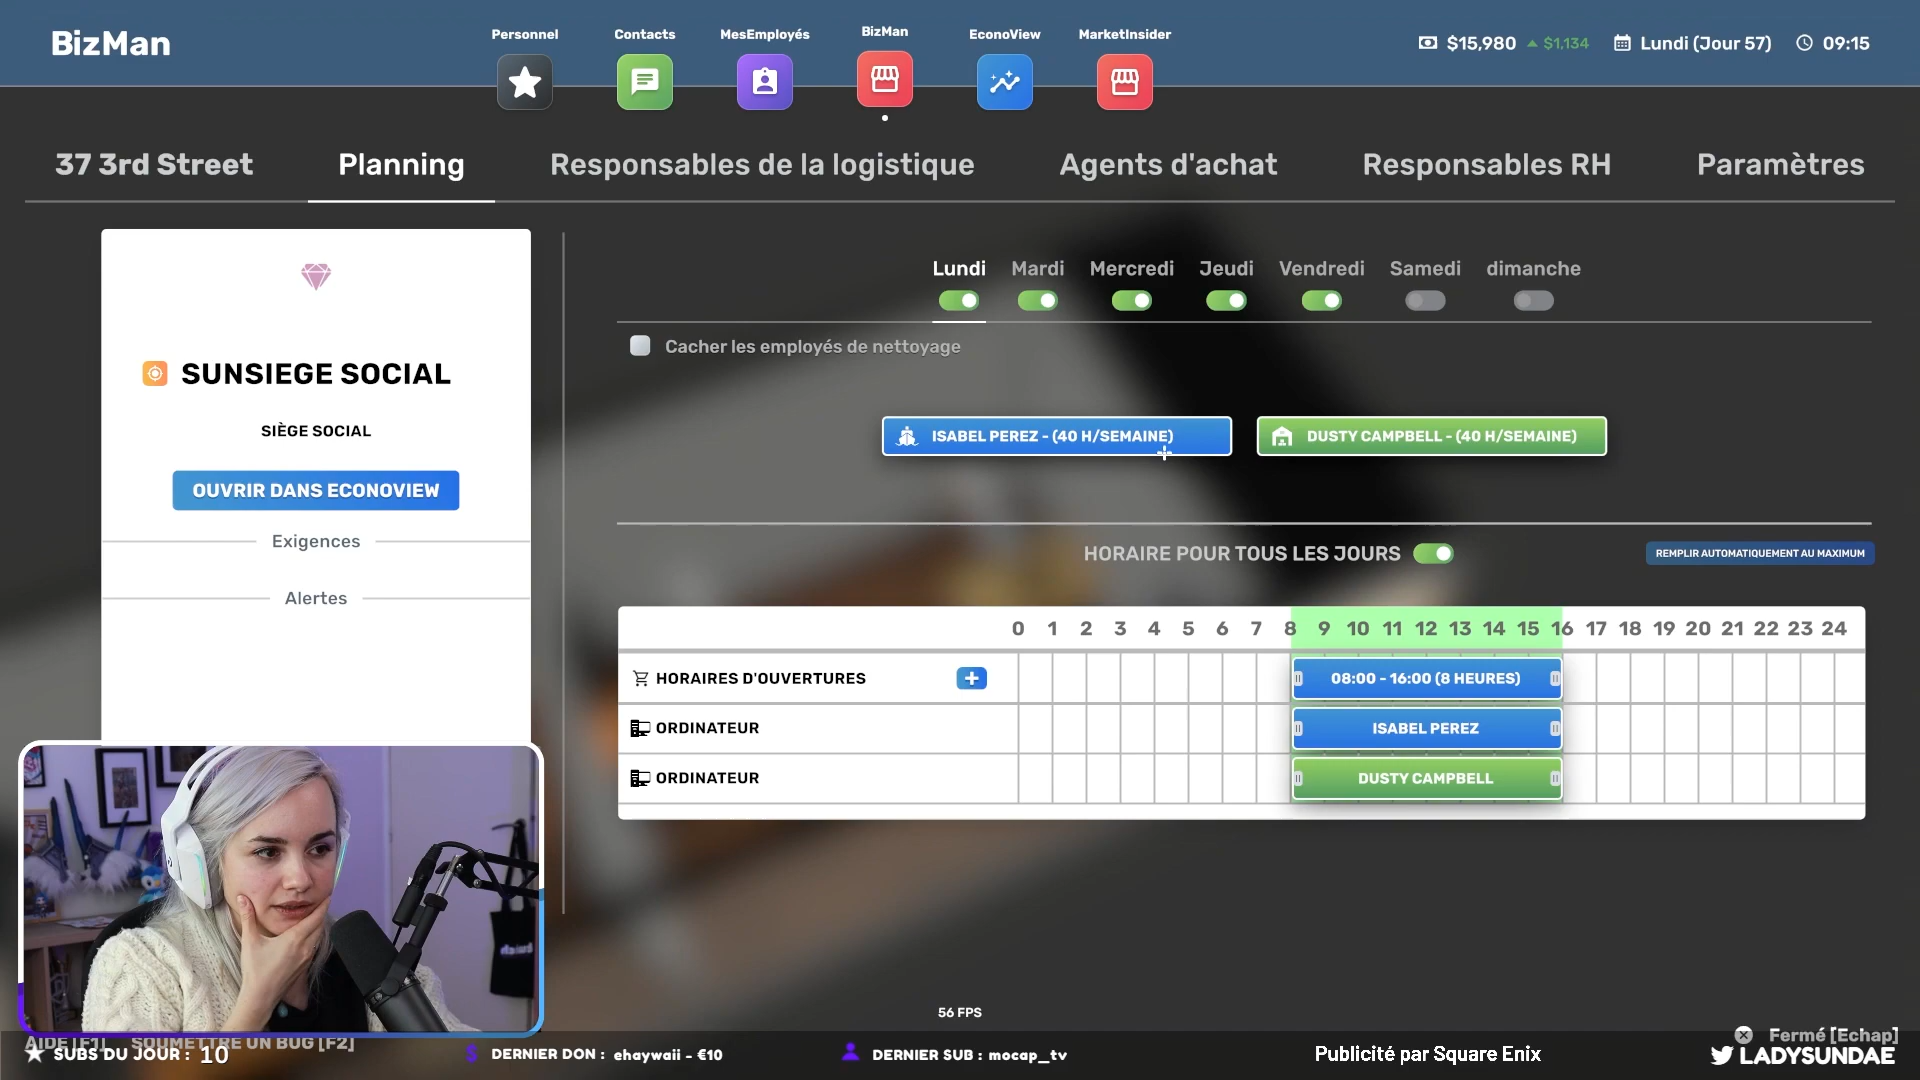 BizMan
Personnel
Contacts
MesEmployés
BizMan
EconoView
MarketInsider
$15,980
$1,134
Lundi (Jour 57)
09:15
37 3rd Street
Planning
Responsables de la logistique
Agents d'achat
Responsables RH
Paramètres
SUNSIEGE SOCIAL
SIÈGE SOCIAL
OUVRIR DANS ECONOVIEW
Exigences
Alertes
Lundi Mardi Mercredi Jeudi Vendredi Samedi dimanche
Cacher les employés de nettoyage
ISABEL PEREZ - (40 H/SEMAINE)
DUSTY CAMPBELL - (40 H/SEMAINE)
HORAIRE POUR TOUS LES JOURS
REMPLIR AUTOMATIQUEMENT AU MAXIMUM
0 1 2 3 4 5 6 7 8 9 10 11 12 13 14 15 16 17 18 19 20 21 22 23 24
HORAIRES D'OUVERTURES
08:00 - 16:00 (8 HEURES)
ORDINATEUR
ISABEL PEREZ
ORDINATEUR
DUSTY CAMPBELL
56 FPS
AIDE [F1] SOUMETTRE UN BUG [F2]
Fermé [Echap]
SUBS DU JOUR : 10
DERNIER DON : ehaywaii - €10
DERNIER SUB : mocap_tv
Publicité par Square Enix
LADYSUNDAE